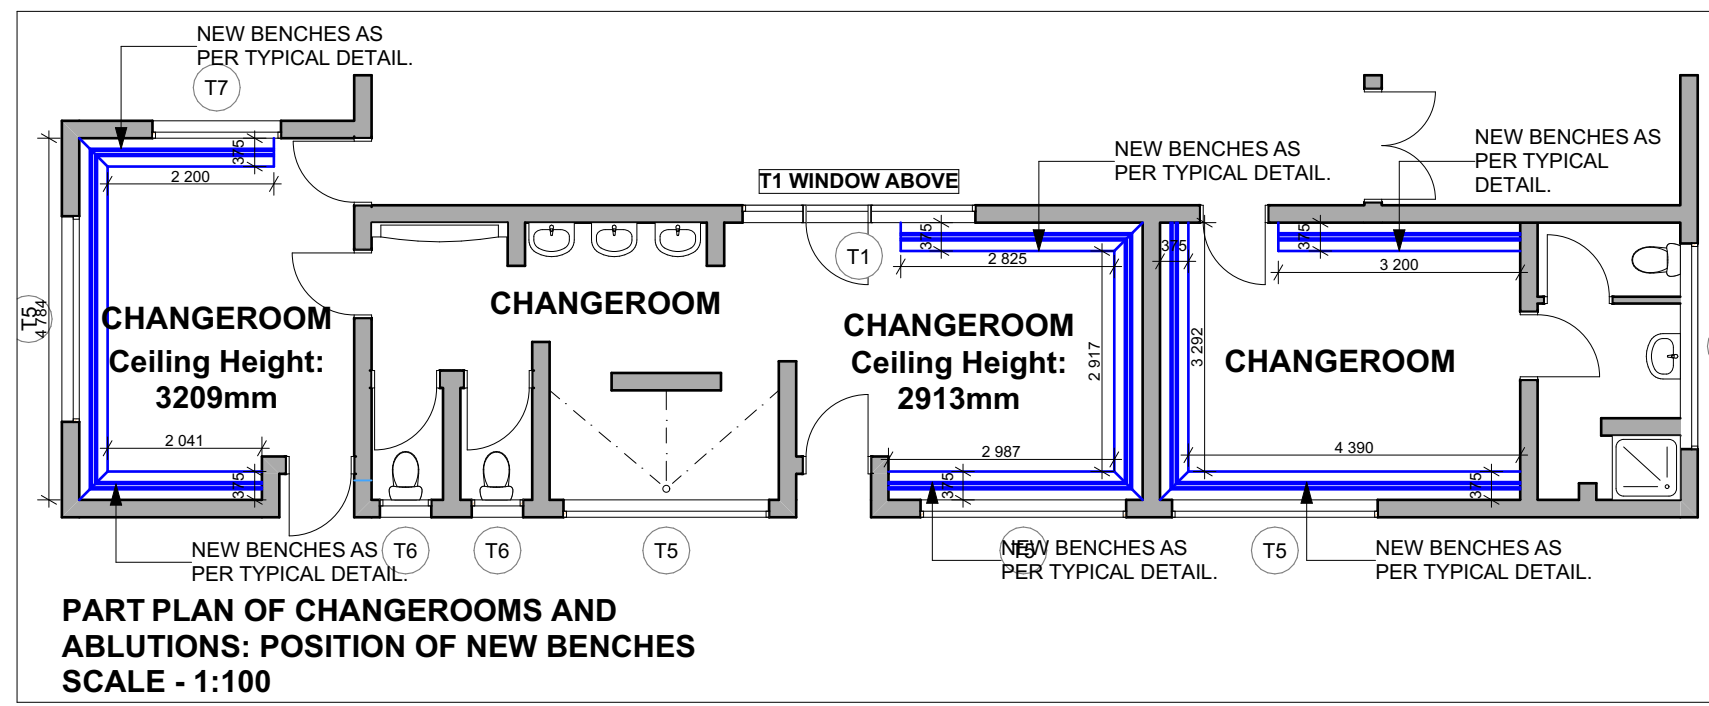 NEW BENCHES AS
PER TYPICAL DETAIL.
T7
375
2 200
T5
4 784
CHANGEROOM
Ceiling Height:
3209mm
2 041
375
NEW BENCHES AS
PER TYPICAL DETAIL.
CHANGEROOM
T6
T6
T5
T1 WINDOW ABOVE
T1
NEW BENCHES AS
PER TYPICAL DETAIL.
375
2 825
CHANGEROOM
Ceiling Height:
2913mm
2 917
2 987
375
T5
NEW BENCHES AS
PER TYPICAL DETAIL.
NEW BENCHES AS
PER TYPICAL
DETAIL.
375
375
3 200
3 292
CHANGEROOM
4 390
375
T5
NEW BENCHES AS
PER TYPICAL DETAIL.
PART PLAN OF CHANGEROOMS AND
ABLUTIONS: POSITION OF NEW BENCHES
SCALE - 1:100